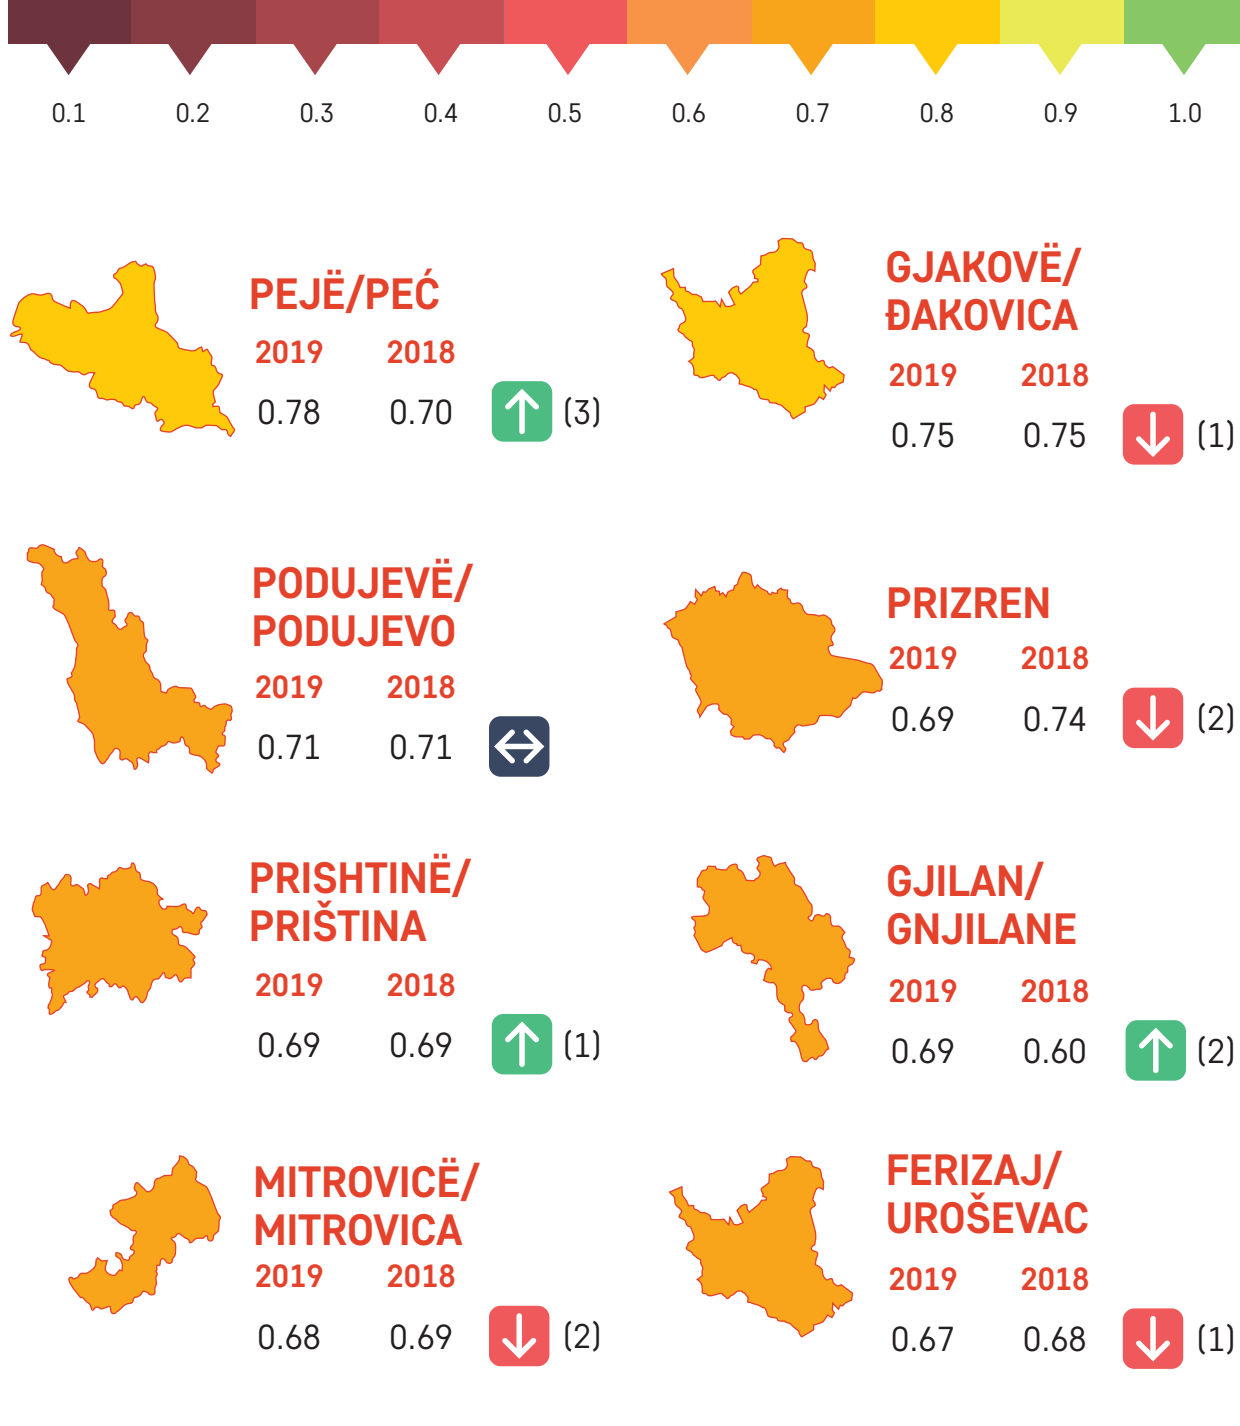 0.1 0.2 0.3 0.4 0.5 0.6 0.7 0.8 0.9 1.0
PEJË/PEĆ
2019 2018
0.78 0.70 (3)
GJAKOVË/
ĐAKOVICA
2019 2018
0.75 0.75 (1)
PODUJEVË/
PODUJEVO
2019 2018
0.71 0.71
PRIZREN
2019 2018
0.69 0.74 (2)
PRISHTINË/
PRIŠTINA
2019 2018
0.69 0.69 (1)
GJILAN/
GNJILANE
2019 2018
0.69 0.60 (2)
MITROVICË/
MITROVICA
2019 2018
0.68 0.69 (2)
FERIZAJ/
UROŠEVAC
2019 2018
0.67 0.68 (1)